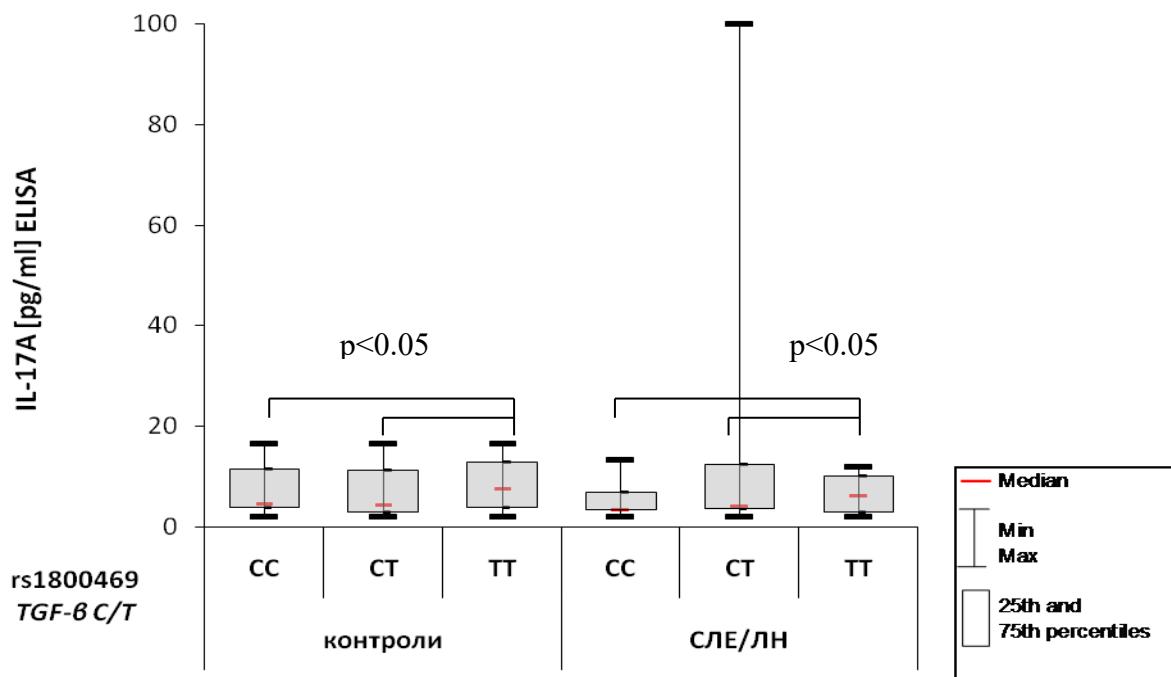 100
80
60
40
20
0
IL-17A [pg/ml] ELISA
p<0.05
p<0.05
CC CT TT CC CT TT
rs1800469
TGF-β C/T
контроли СЛЕ/ЛН
Median
Min
Max
25th and
75th percentiles